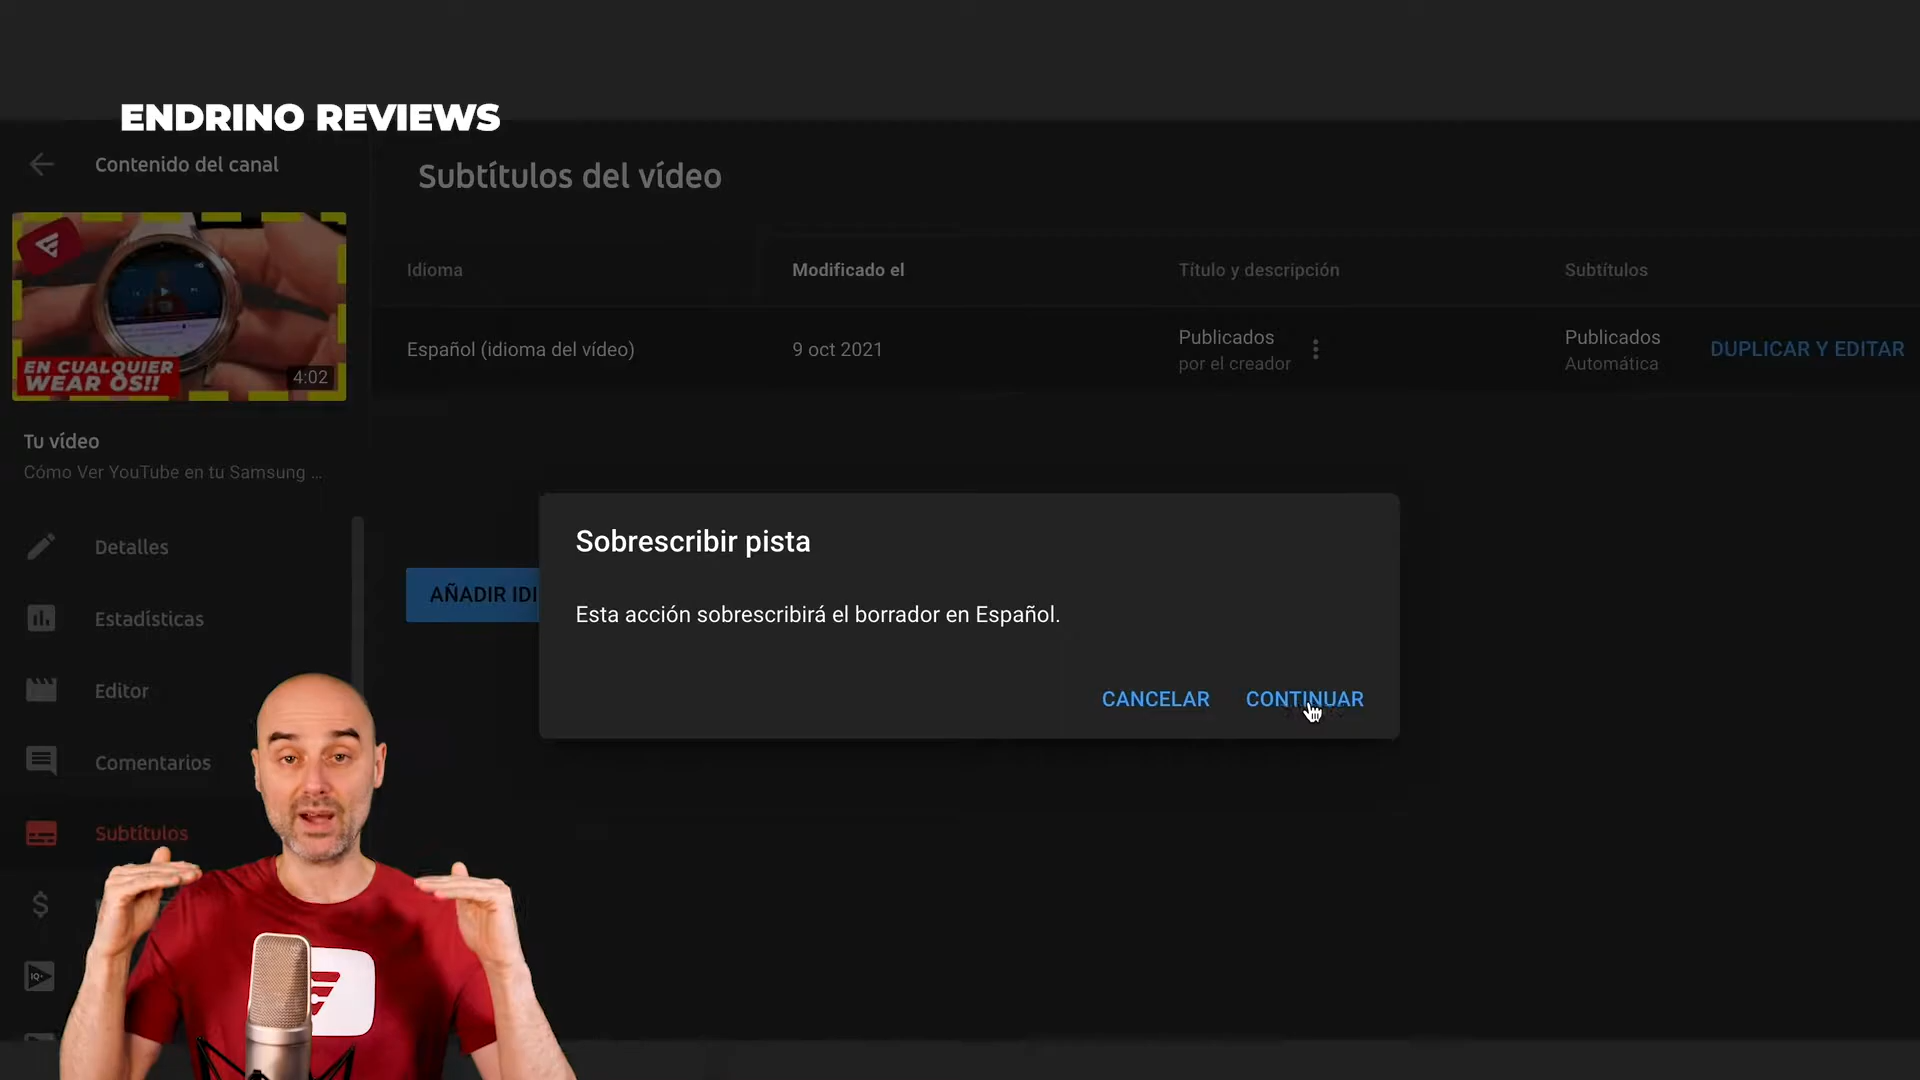 ENDRINO REVIEWS
Contenido del canal
Subtítulos del vídeo
EN CUALQUIER
WEAR OS!!
4:02
Idioma
Modificado el
Título y descripción
Subtítulos
Español (idioma del vídeo)
9 oct 2021
Publicados
por el creador
Publicados
Automática
DUPLICAR Y EDITAR
Tu vídeo
Cómo Ver YouTube en tu Samsung ...
Detalles
AÑADIR IDI
Sobrescribir pista
Esta acción sobrescribirá el borrador en Español.
CANCELAR
CONTINUAR
Estadísticas
Editor
Comentarios
Subtítulos
$
IQ